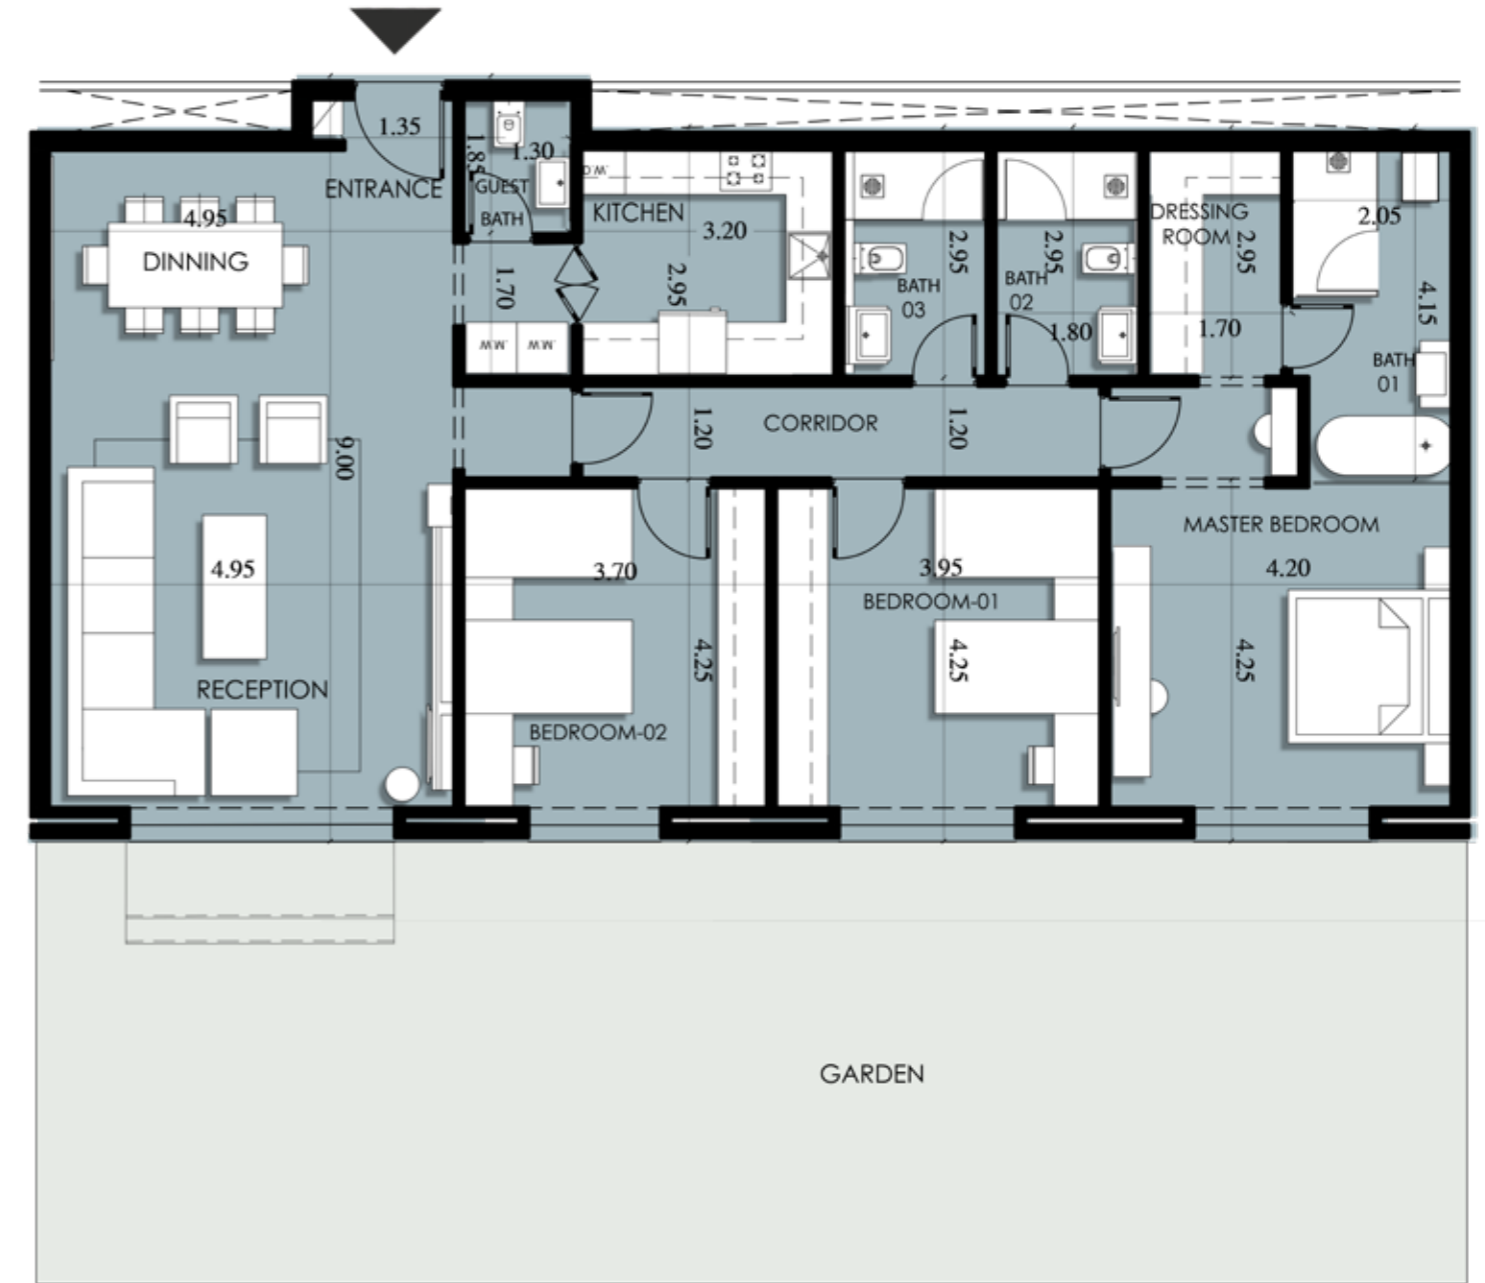 1.35
ENTRANCE
1.85
1.30
GUEST
BATH
D.W.
KITCHEN
3.20
2.95
1.70
M.W.
M.W.
4.95
DINNING
9.00
BATH
03
2.95
BATH
02
2.95
1.80
DRESSING
ROOM
2.95
1.70
2.05
4.15
BATH
01
1.20
CORRIDOR
1.20
4.95
RECEPTION
3.70
4.25
BEDROOM-02
3.95
BEDROOM-01
4.25
MASTER BEDROOM
4.20
4.25
GARDEN